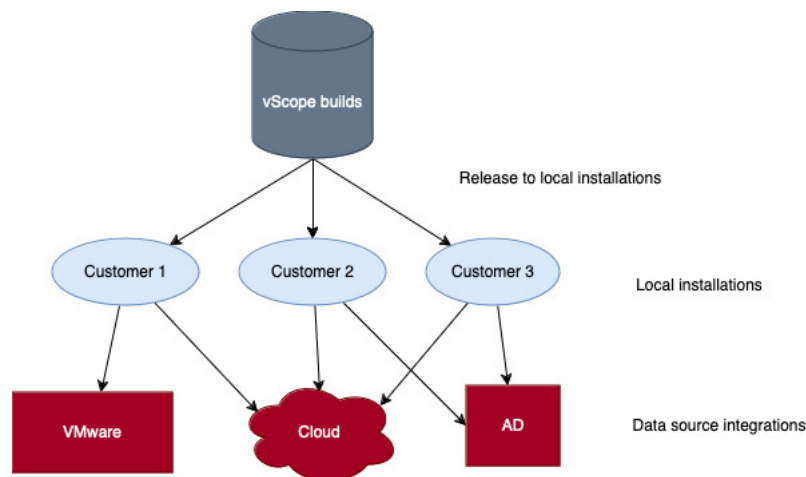 vScope builds
Release to local installations
Customer 1
Customer 2
Customer 3
Local installations
VMware
Cloud
AD
Data source integrations